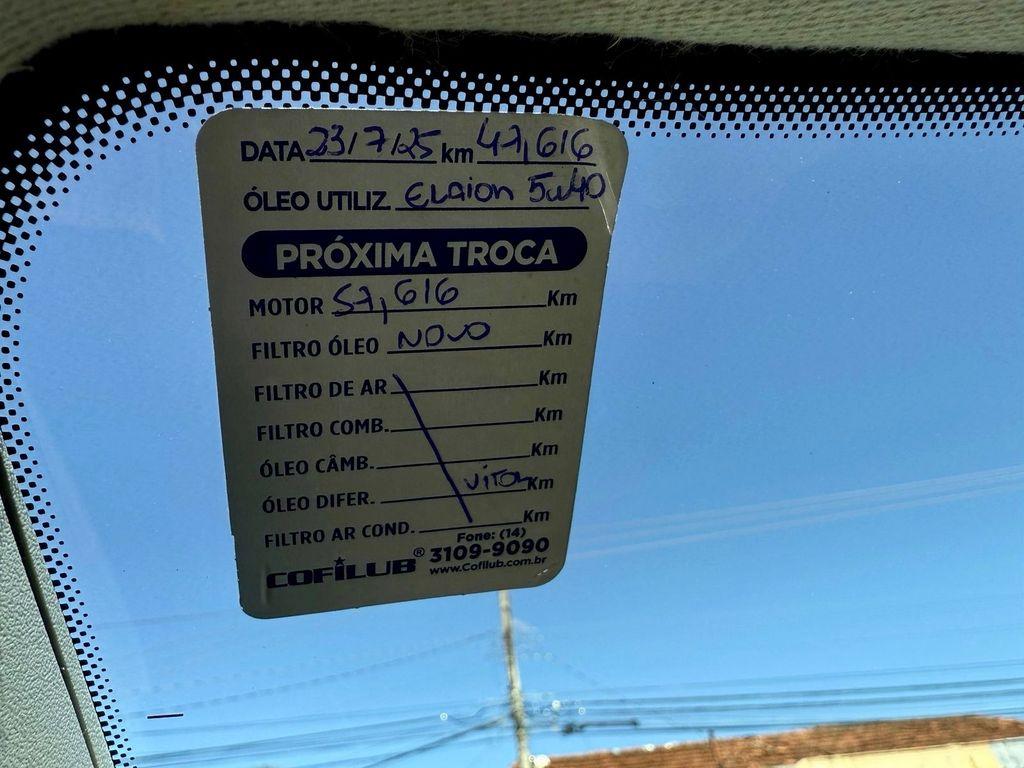 DATA 23/7/25 km 47,616
ÓLEO UTILIZ. Elaion 5w40
PRÓXIMA TROCA
MOTOR 57,616 Km
FILTRO ÓLEO NOVO Km
FILTRO DE AR Km
FILTRO COMB. Km
ÓLEO CÂMB. Km
ÓLEO DIFER. Km
FILTRO AR COND. Km
Fone: (14)
COFILUB® 3109-9090
www.Cofilub.com.br